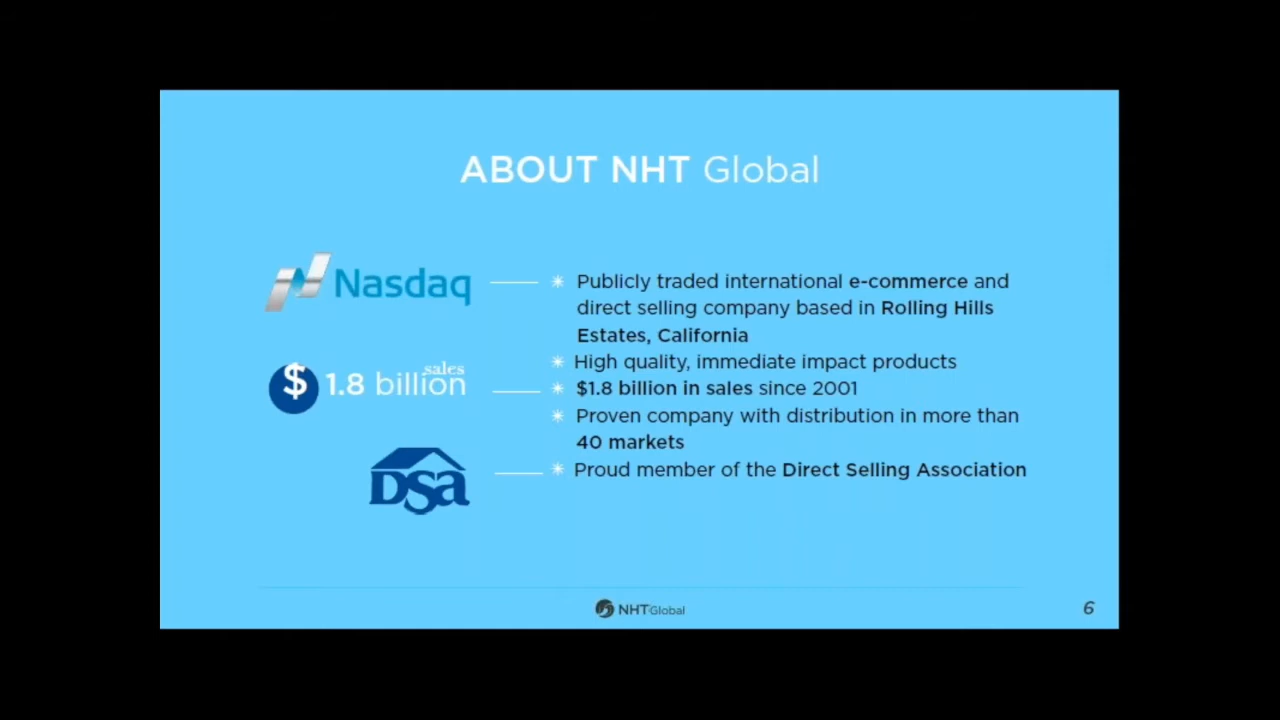 ABOUT NHT Global
Nasdaq
Publicly traded international e-commerce and
direct selling company based in Rolling Hills
Estates, California
High quality, immediate impact products
$ 1.8 billion sales
$1.8 billion in sales since 2001
Proven company with distribution in more than
40 markets
DSa
Proud member of the Direct Selling Association
NHTGlobal
6